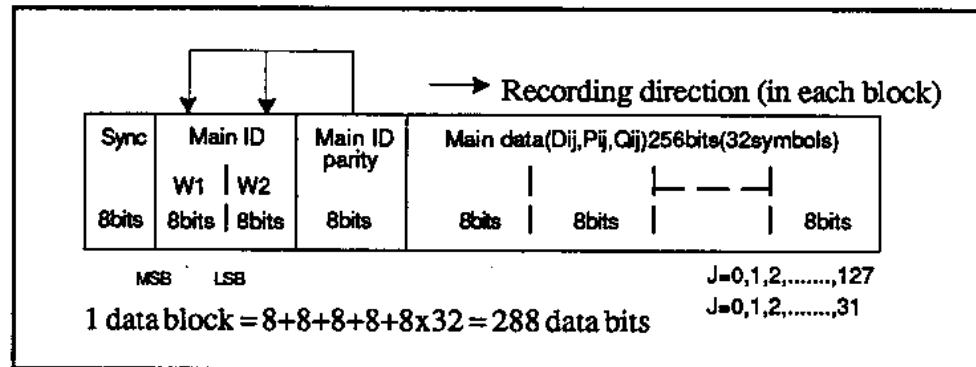 Recording direction (in each block)
Sync Main ID Main ID Main data(Dij,Pij,Qij)256bits(32symbols)
parity
W1 W2
8bits 8bits 8bits 8bits 8bits 8bits 8bits
MSB LSB J=0,1,2,.......,127
1 data block = 8+8+8+8+8x32 = 288 data bits J=0,1,2,.......,31